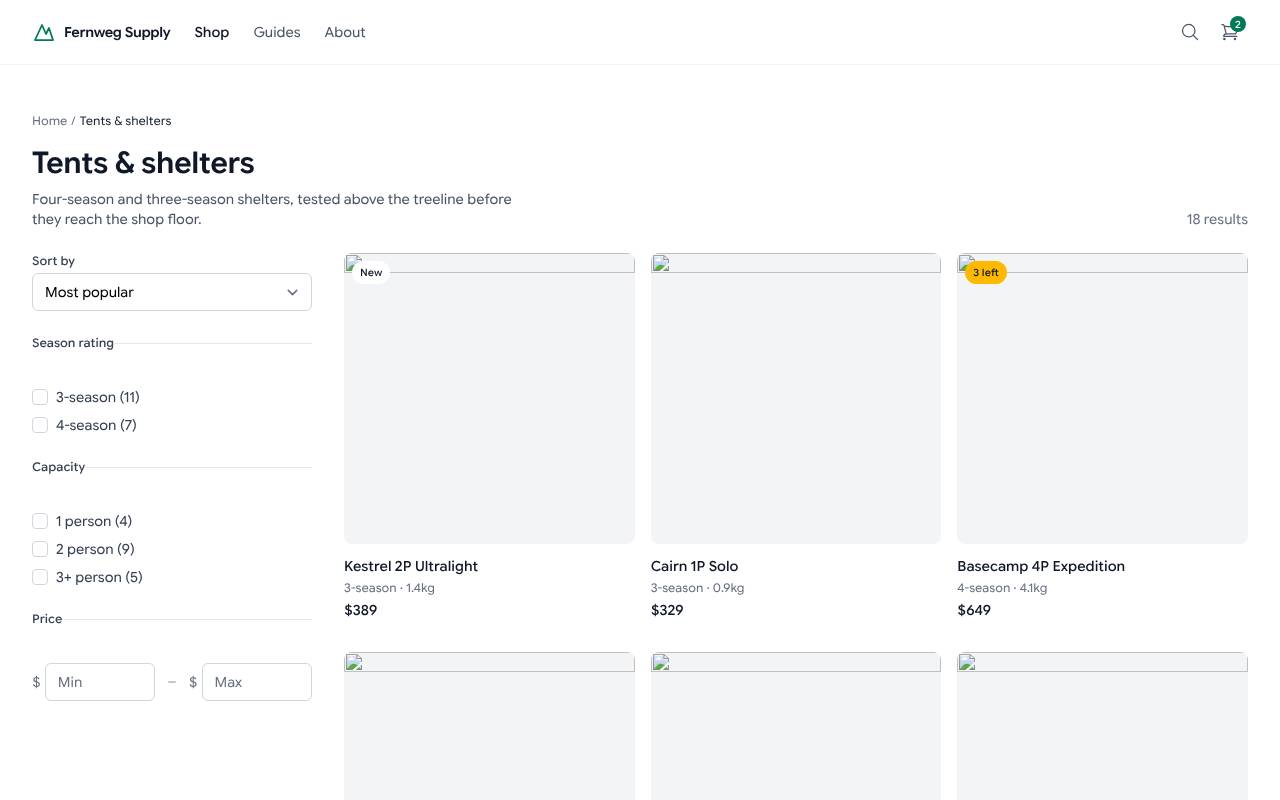 Fernweg Supply
Shop
Guides
About
2
Home / Tents & shelters
Tents & shelters
Four-season and three-season shelters, tested above the treeline before
they reach the shop floor.
18 results
Sort by
Most popular
Season rating
3-season (11)
4-season (7)
Capacity
1 person (4)
2 person (9)
3+ person (5)
Price
$ Min – $ Max
New
Kestrel 2P Ultralight
3-season · 1.4kg
$389
Cairn 1P Solo
3-season · 0.9kg
$329
3 left
Basecamp 4P Expedition
4-season · 4.1kg
$649